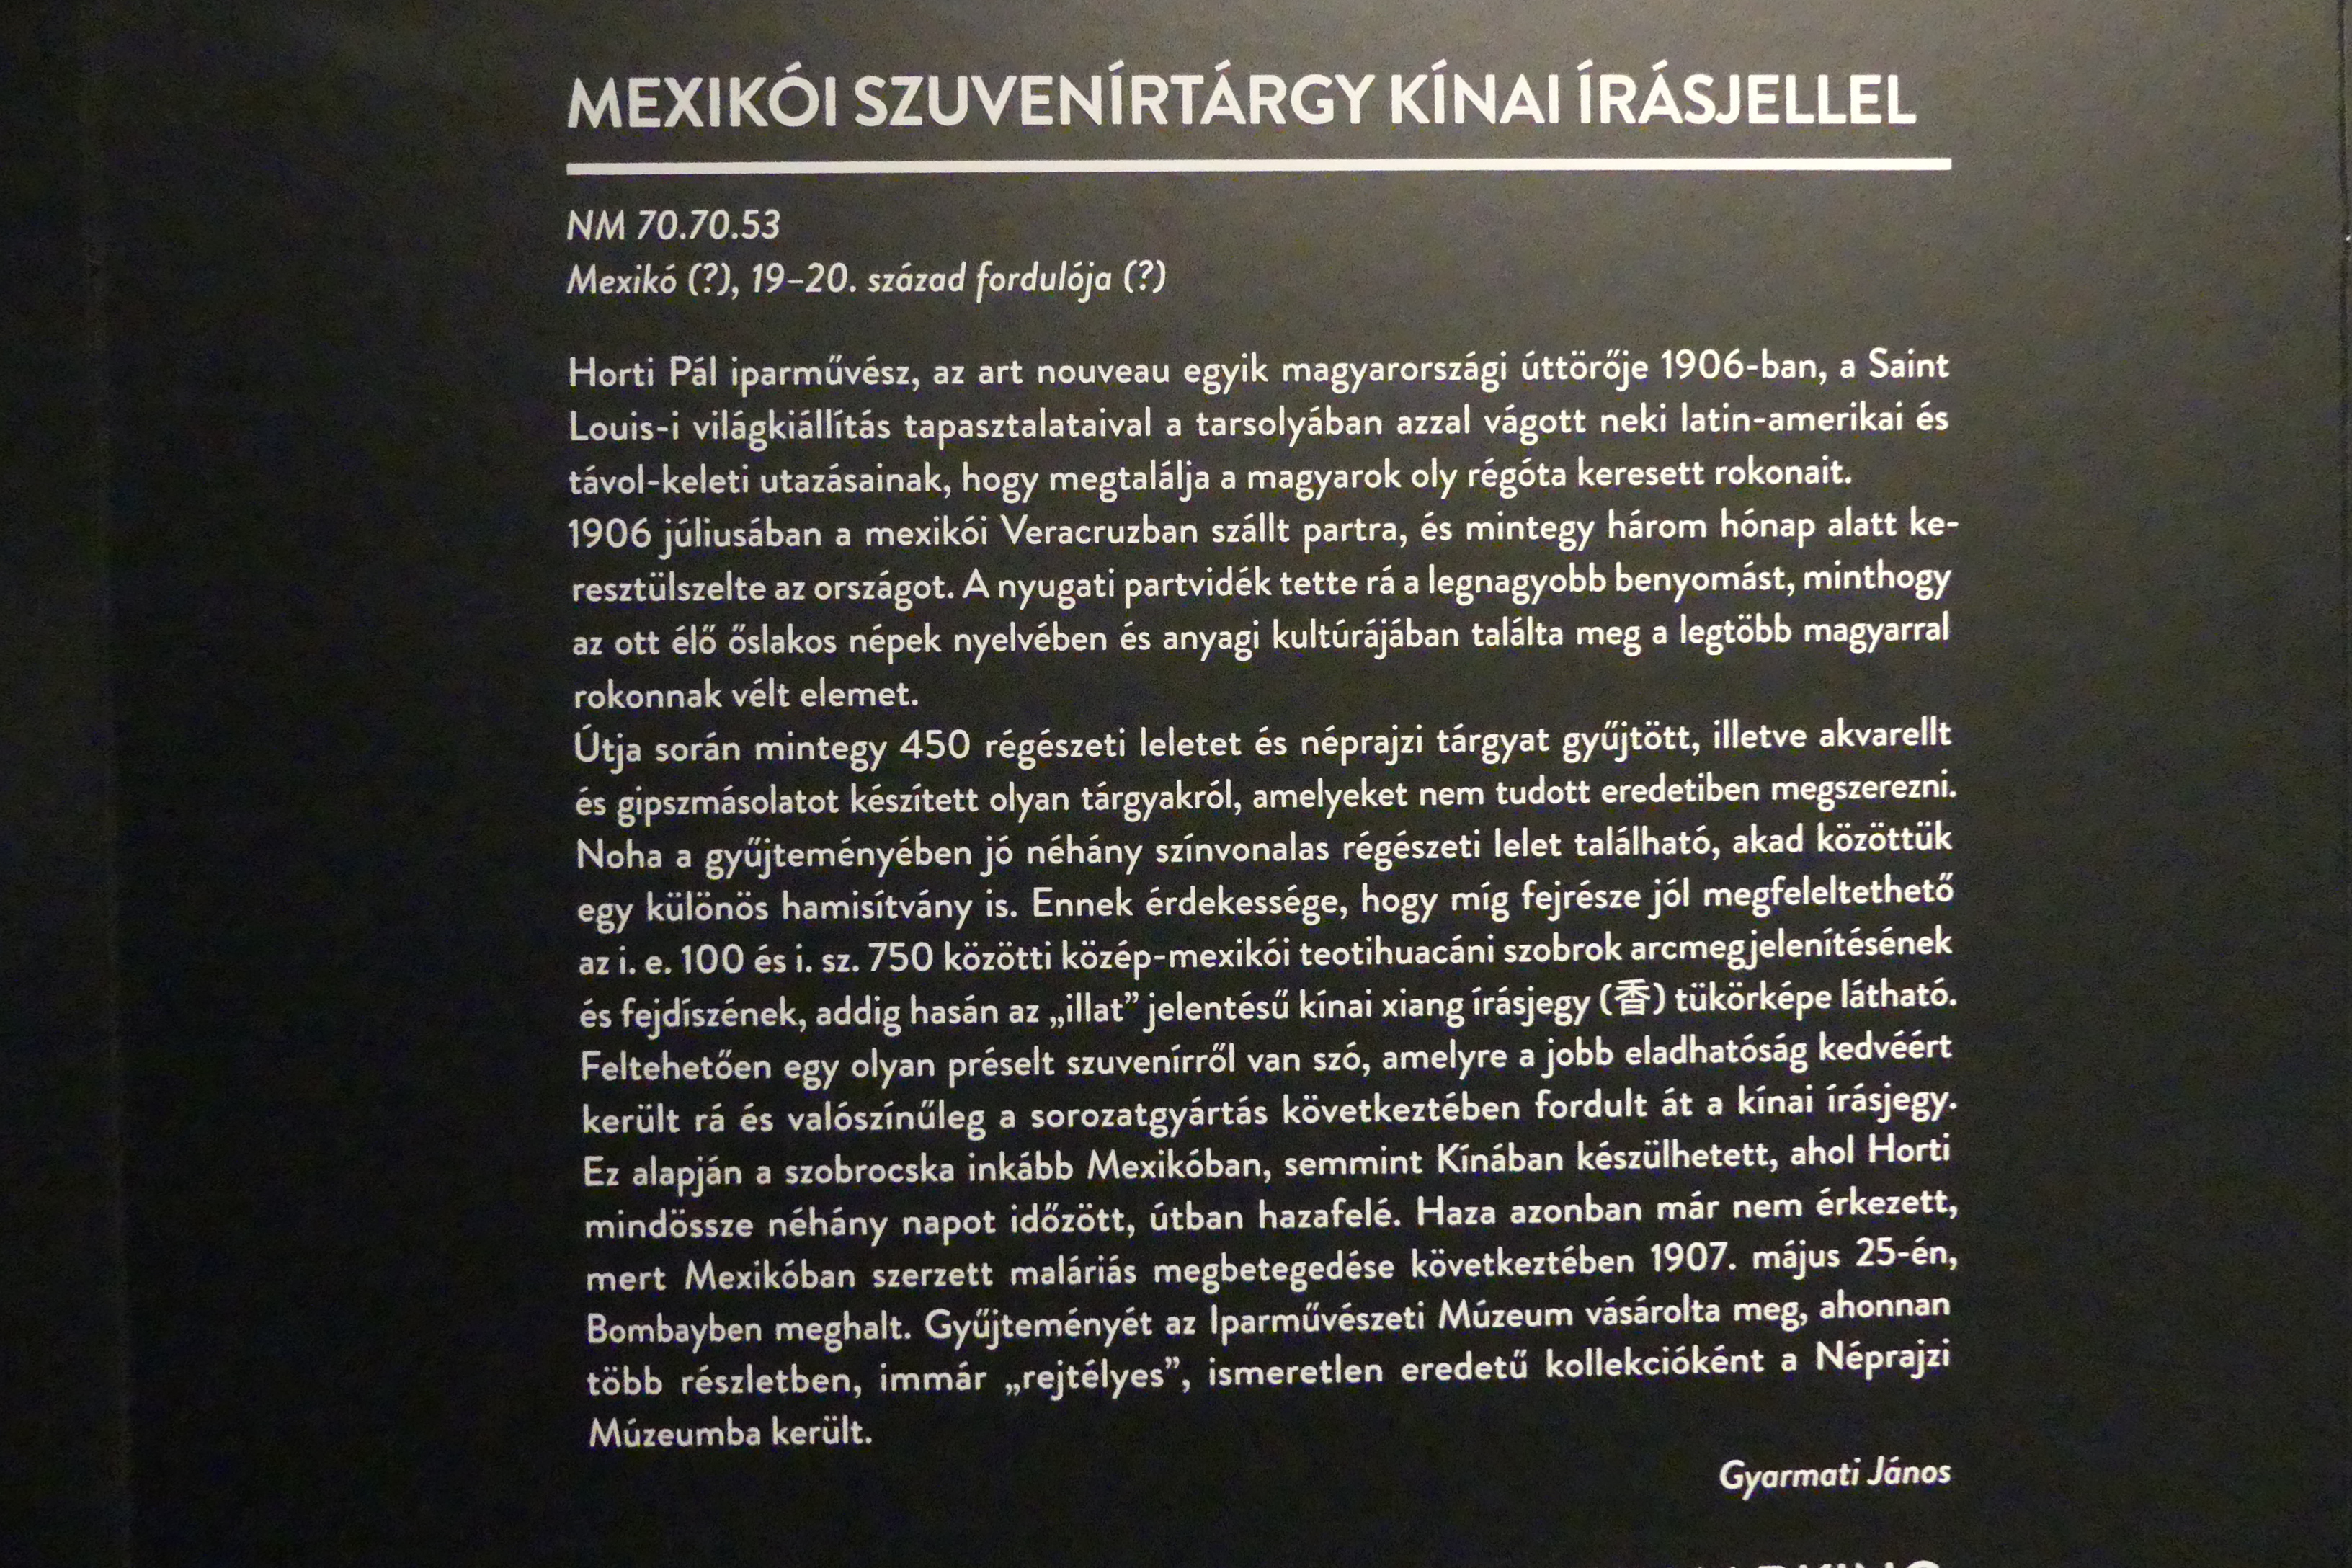 MEXIKÓI SZUVENÍRTÁRGY KÍNAI ÍRÁSJELLEL
NM 70.70.53
Mexikó (?), 19–20. század fordulója (?)
Horti Pál iparművész, az art nouveau egyik magyarországi úttörője 1906-ban, a Saint
Louis-i világkiállítás tapasztalataival a tarsolyában azzal vágott neki latin-amerikai és
távol-keleti utazásainak, hogy megtalálja a magyarok oly régóta keresett rokonait.
1906 júliusában a mexikói Veracruzban szállt partra, és mintegy három hónap alatt ke-
resztülszelte az országot. A nyugati partvidék tette rá a legnagyobb benyomást, minthogy
az ott élő őslakos népek nyelvében és anyagi kultúrájában találta meg a legtöbb magyarral
rokonnak vélt elemet.
Útja során mintegy 450 régészeti leletet és néprajzi tárgyat gyűjtött, illetve akvarellt
és gipszmásolatot készített olyan tárgyakról, amelyeket nem tudott eredetiben megszerezni.
Noha a gyűjteményében jó néhány színvonalas régészeti lelet található, akad közöttük
egy különös hamisítvány is. Ennek érdekessége, hogy míg fejrésze jól megfeleltethető
az i. e. 100 és i. sz. 750 közötti közép-mexikói teotihuacáni szobrok arcmegjelenítésének
és fejdíszének, addig hasán az „illat” jelentésű kínai xiang írásjegy (香) tükörképe látható.
Feltehetően egy olyan préselt szuvenírről van szó, amelyre a jobb eladhatóság kedvéért
került rá és valószínűleg a sorozatgyártás következtében fordult át a kínai írásjegy.
Ez alapján a szobrocska inkább Mexikóban, semmint Kínában készülhetett, ahol Horti
mindössze néhány napot időzött, útban hazafelé. Haza azonban már nem érkezett,
mert Mexikóban szerzett maláriás megbetegedése következtében 1907. május 25-én,
Bombayben meghalt. Gyűjteményét az Iparművészeti Múzeum vásárolta meg, ahonnan
több részletben, immár „rejtélyes”, ismeretlen eredetű kollekcióként a Néprajzi
Múzeumba került.
Gyarmati János